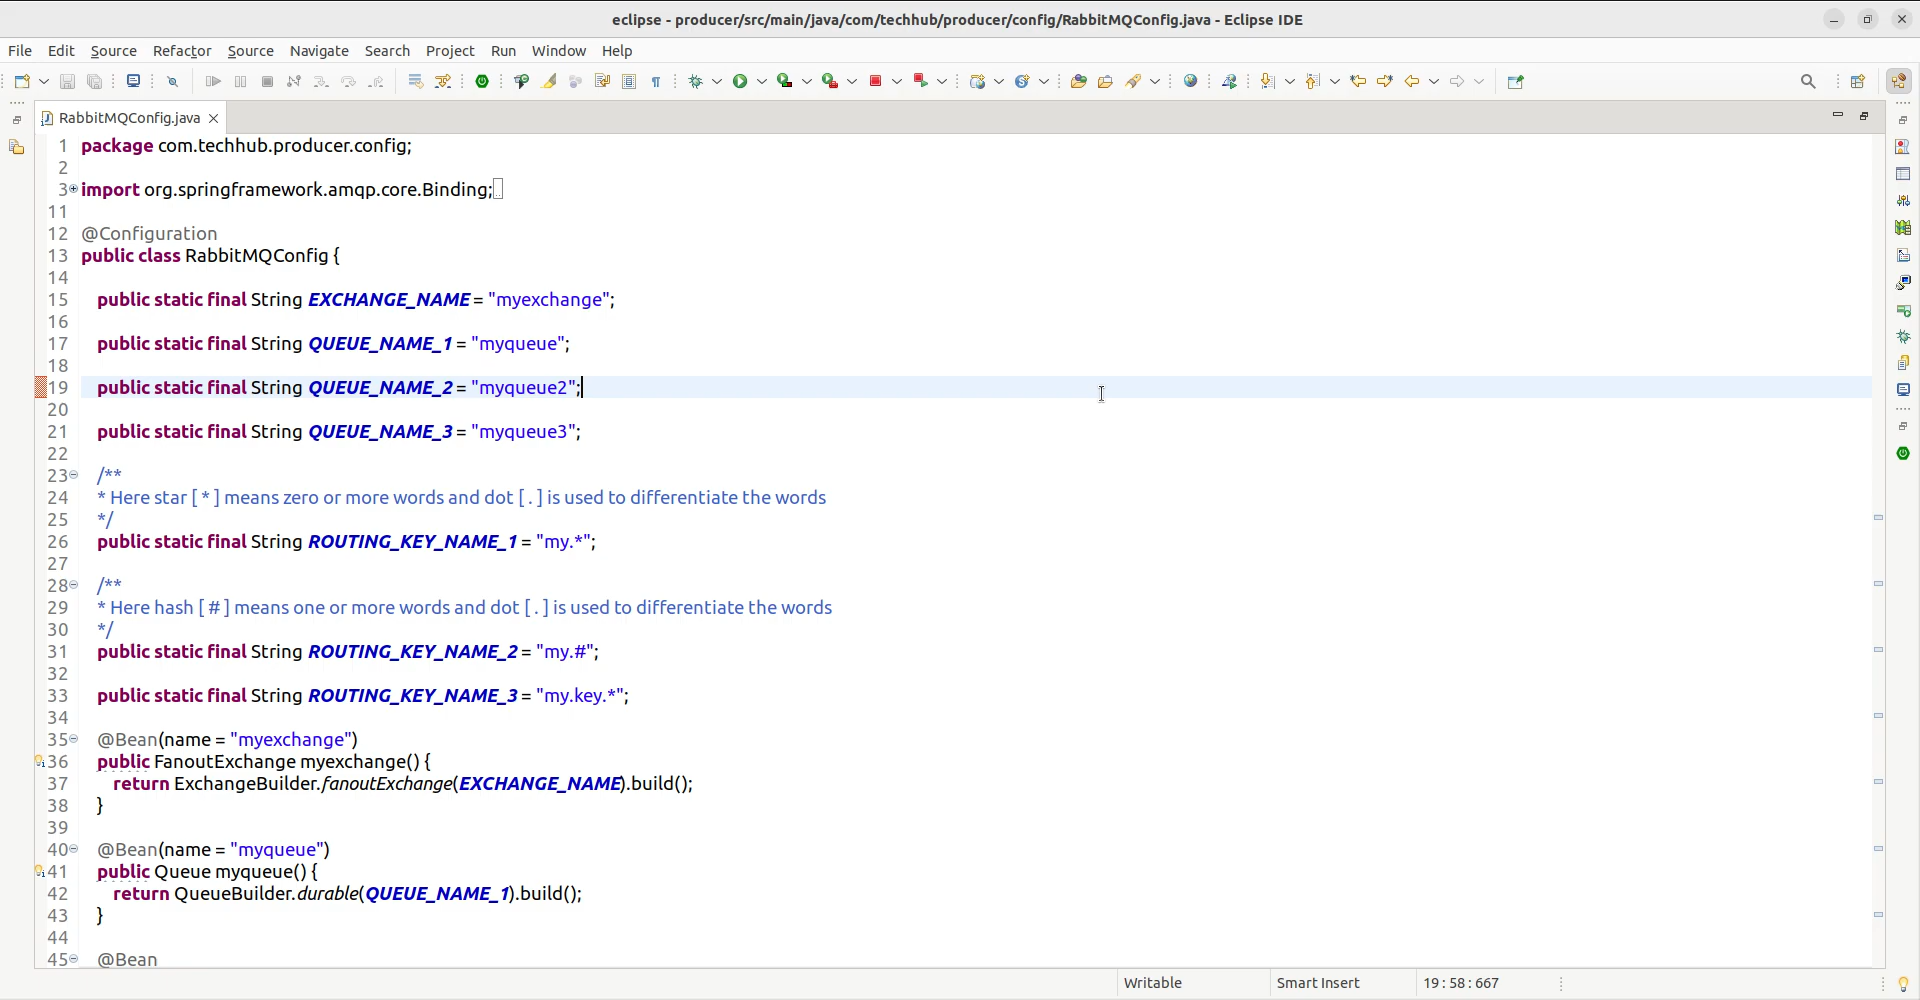 eclipse - producer/src/main/java/com/techhub/producer/config/RabbitMQConfig.java - Eclipse IDE
File Edit Source Refactor Source Navigate Search Project Run Window Help
RabbitMQConfig.java
1 package com.techhub.producer.config;
2
3 import org.springframework.amqp.core.Binding;
11
12 @Configuration
13 public class RabbitMQConfig {
14
15 public static final String EXCHANGE_NAME = "myexchange";
16
17 public static final String QUEUE_NAME_1 = "myqueue";
18
19 public static final String QUEUE_NAME_2 = "myqueue2";
20
21 public static final String QUEUE_NAME_3 = "myqueue3";
22
23 /**
24 * Here star [ * ] means zero or more words and dot [ . ] is used to differentiate the words
25 */
26 public static final String ROUTING_KEY_NAME_1 = "my.*";
27
28 /**
29 * Here hash [ # ] means one or more words and dot [ . ] is used to differentiate the words
30 */
31 public static final String ROUTING_KEY_NAME_2 = "my.#";
32
33 public static final String ROUTING_KEY_NAME_3 = "my.key.*";
34
35 @Bean(name = "myexchange")
36 public FanoutExchange myexchange() {
37 return ExchangeBuilder.fanoutExchange(EXCHANGE_NAME).build();
38 }
39
40 @Bean(name = "myqueue")
41 public Queue myqueue() {
42 return QueueBuilder.durable(QUEUE_NAME_1).build();
43 }
44
45 @Bean
Writable Smart Insert 19 : 58 : 667